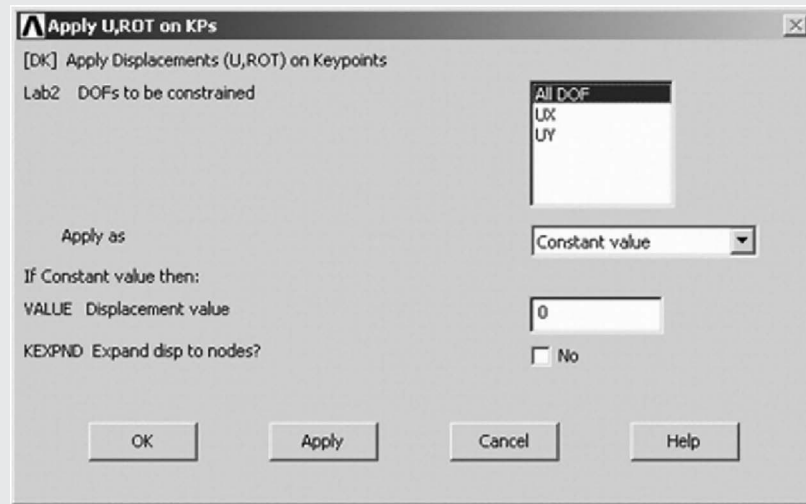 Apply U,ROT on KPs
[DK] Apply Displacements (U,ROT) on Keypoints
Lab2 DOFs to be constrained
All DOF
UX
UY
Apply as
Constant value
If Constant value then:
VALUE Displacement value
0
KEXPND Expand disp to nodes?
No
OK Apply Cancel Help